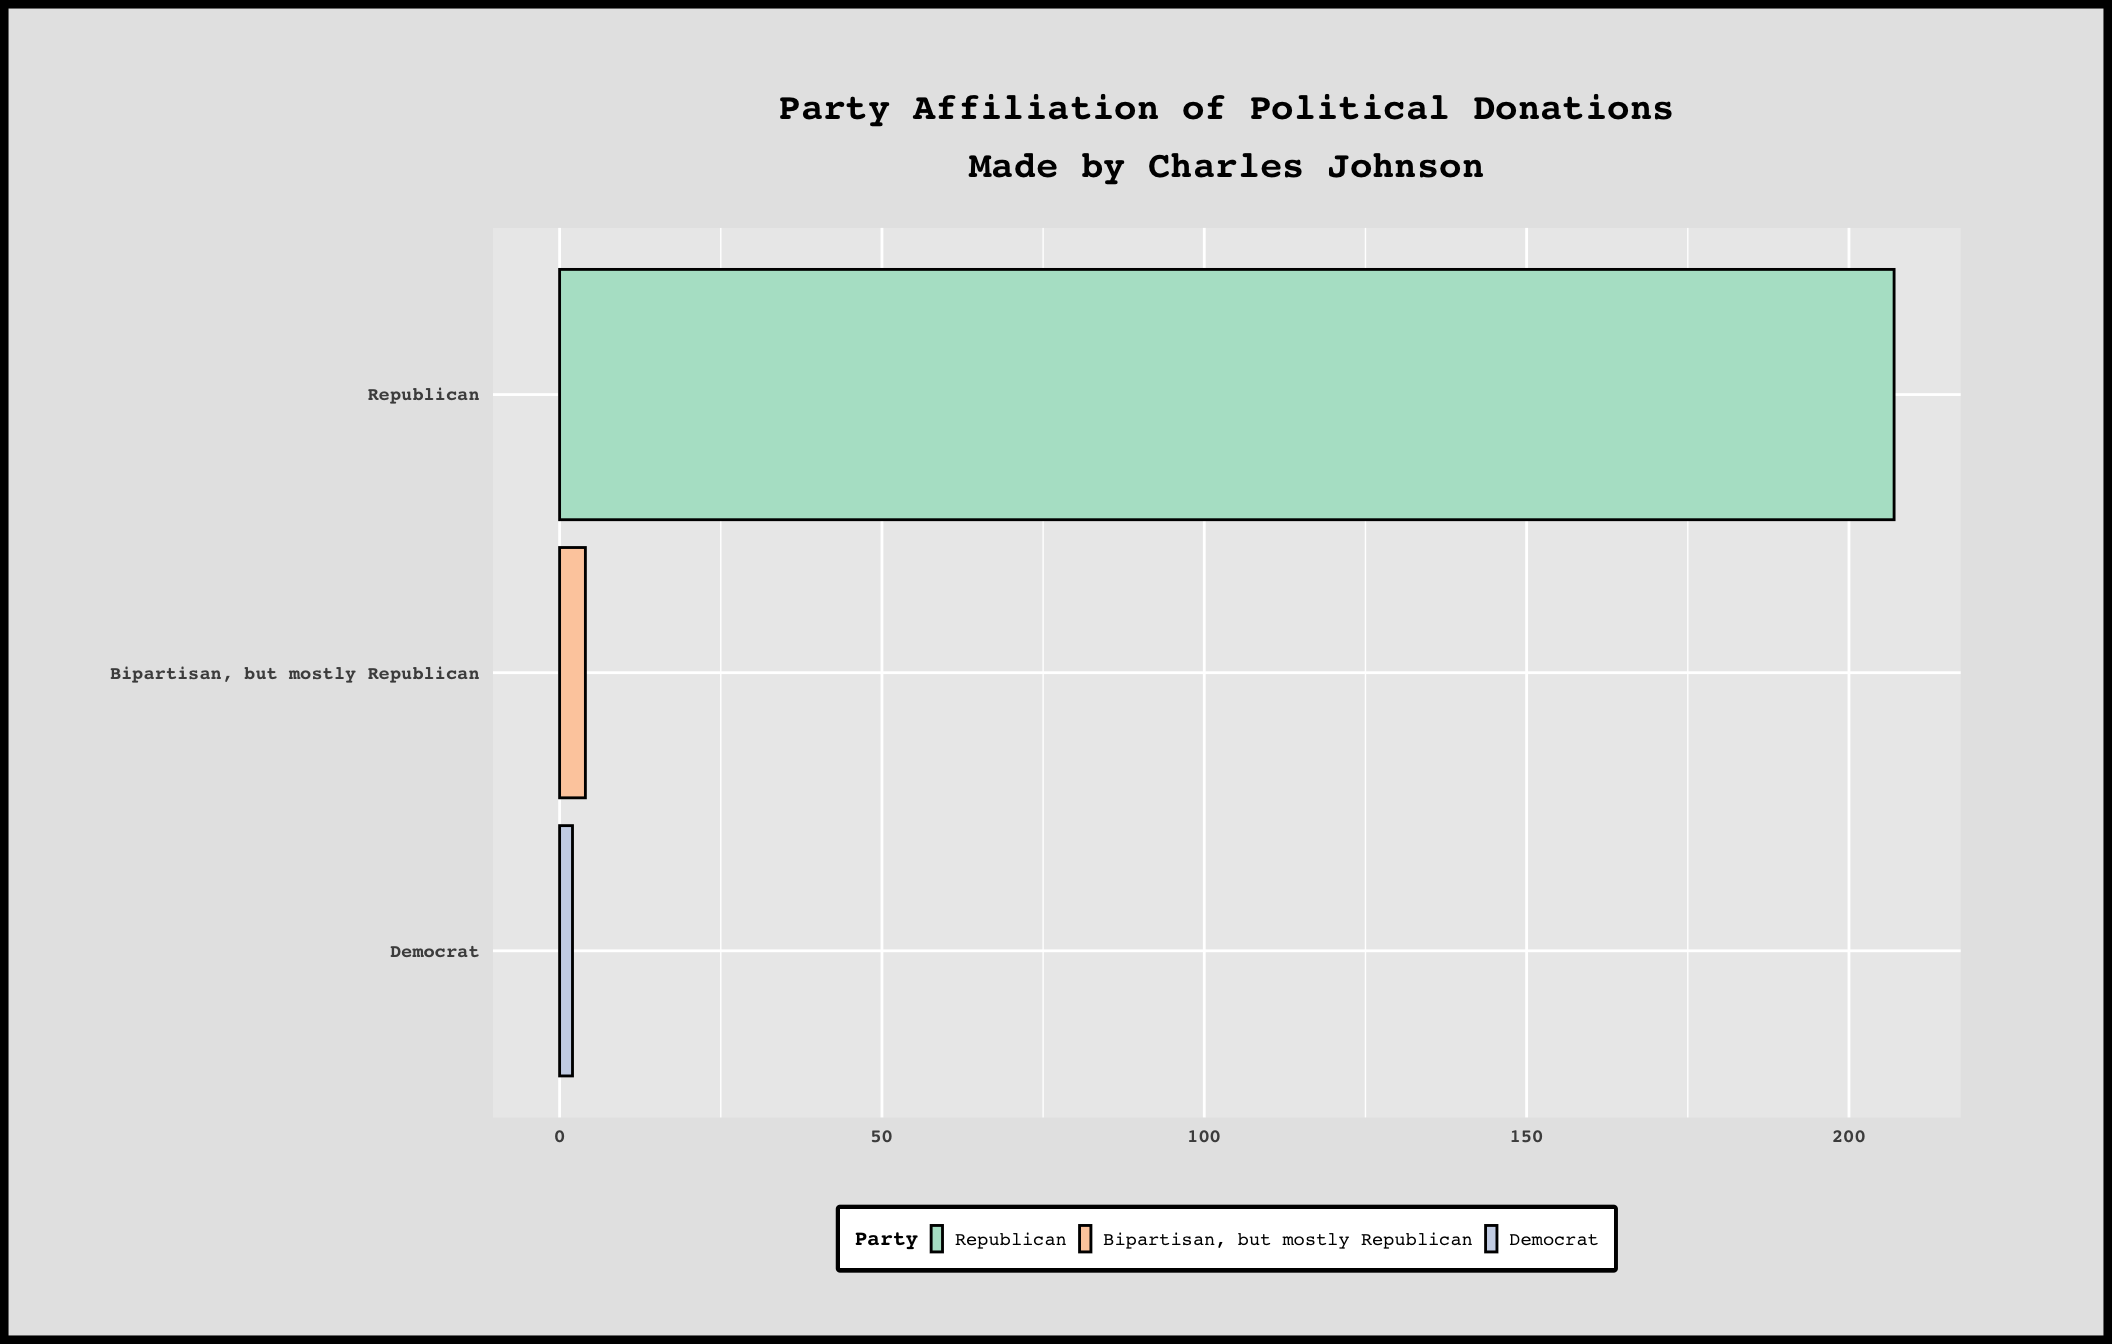 Party Affiliation of Political Donations
Made by Charles Johnson
Republican
Bipartisan, but mostly Republican
Democrat
0 50 100 150 200
Party Republican Bipartisan, but mostly Republican Democrat